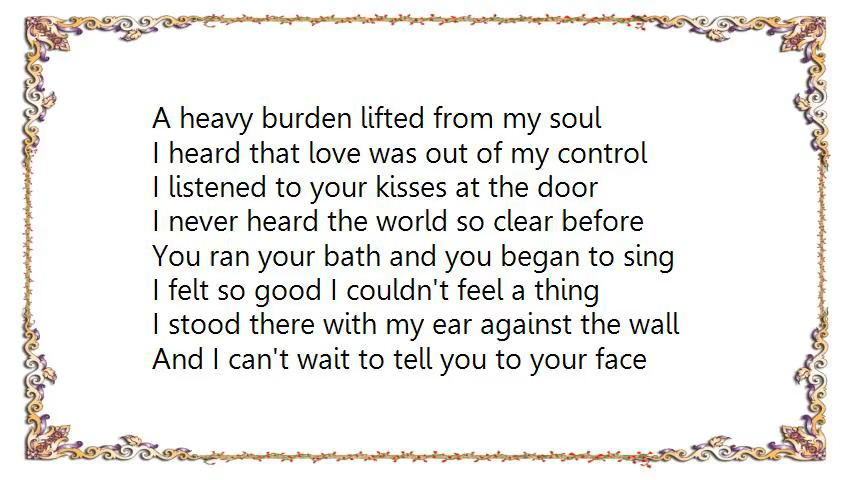 A heavy burden lifted from my soul
I heard that love was out of my control
I listened to your kisses at the door
I never heard the world so clear before
You ran your bath and you began to sing
I felt so good I couldn't feel a thing
I stood there with my ear against the wall
And I can't wait to tell you to your face